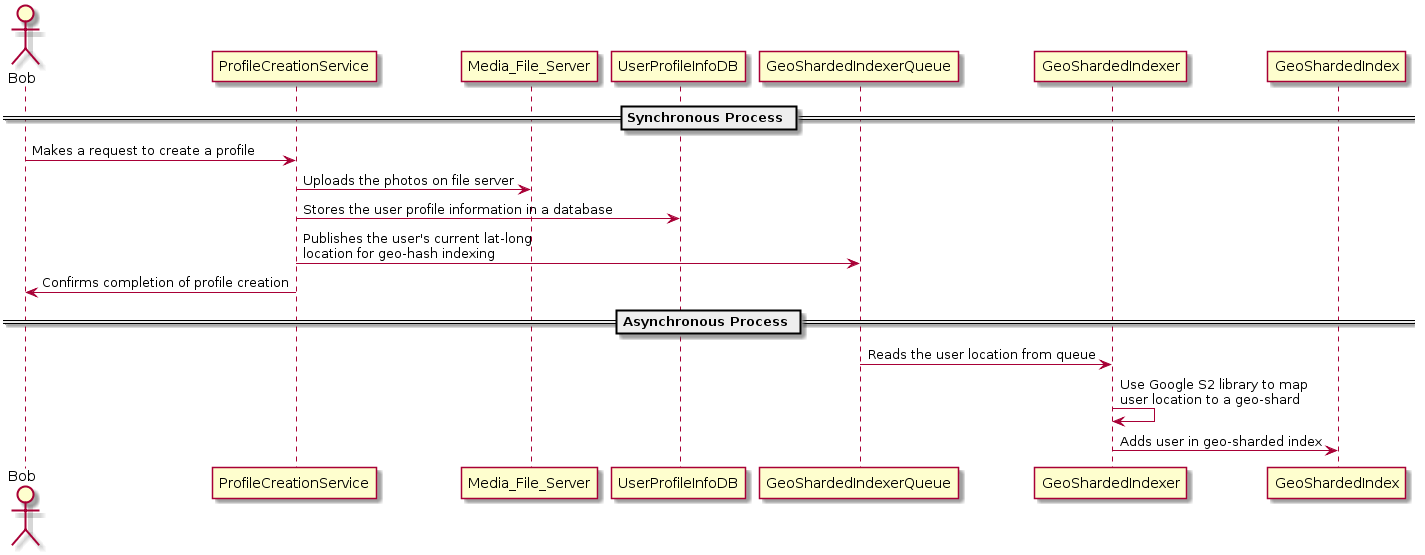 Bob
ProfileCreationService
Media_File_Server
UserProfileInfoDB
GeoShardedIndexerQueue
GeoShardedIndexer
GeoShardedIndex
Synchronous Process
Makes a request to create a profile
Uploads the photos on file server
Stores the user profile information in a database
Publishes the user's current lat-long
location for geo-hash indexing
Confirms completion of profile creation
Asynchronous Process
Reads the user location from queue
Use Google S2 library to map
user location to a geo-shard
Adds user in geo-sharded index
Bob
ProfileCreationService
Media_File_Server
UserProfileInfoDB
GeoShardedIndexerQueue
GeoShardedIndexer
GeoShardedIndex